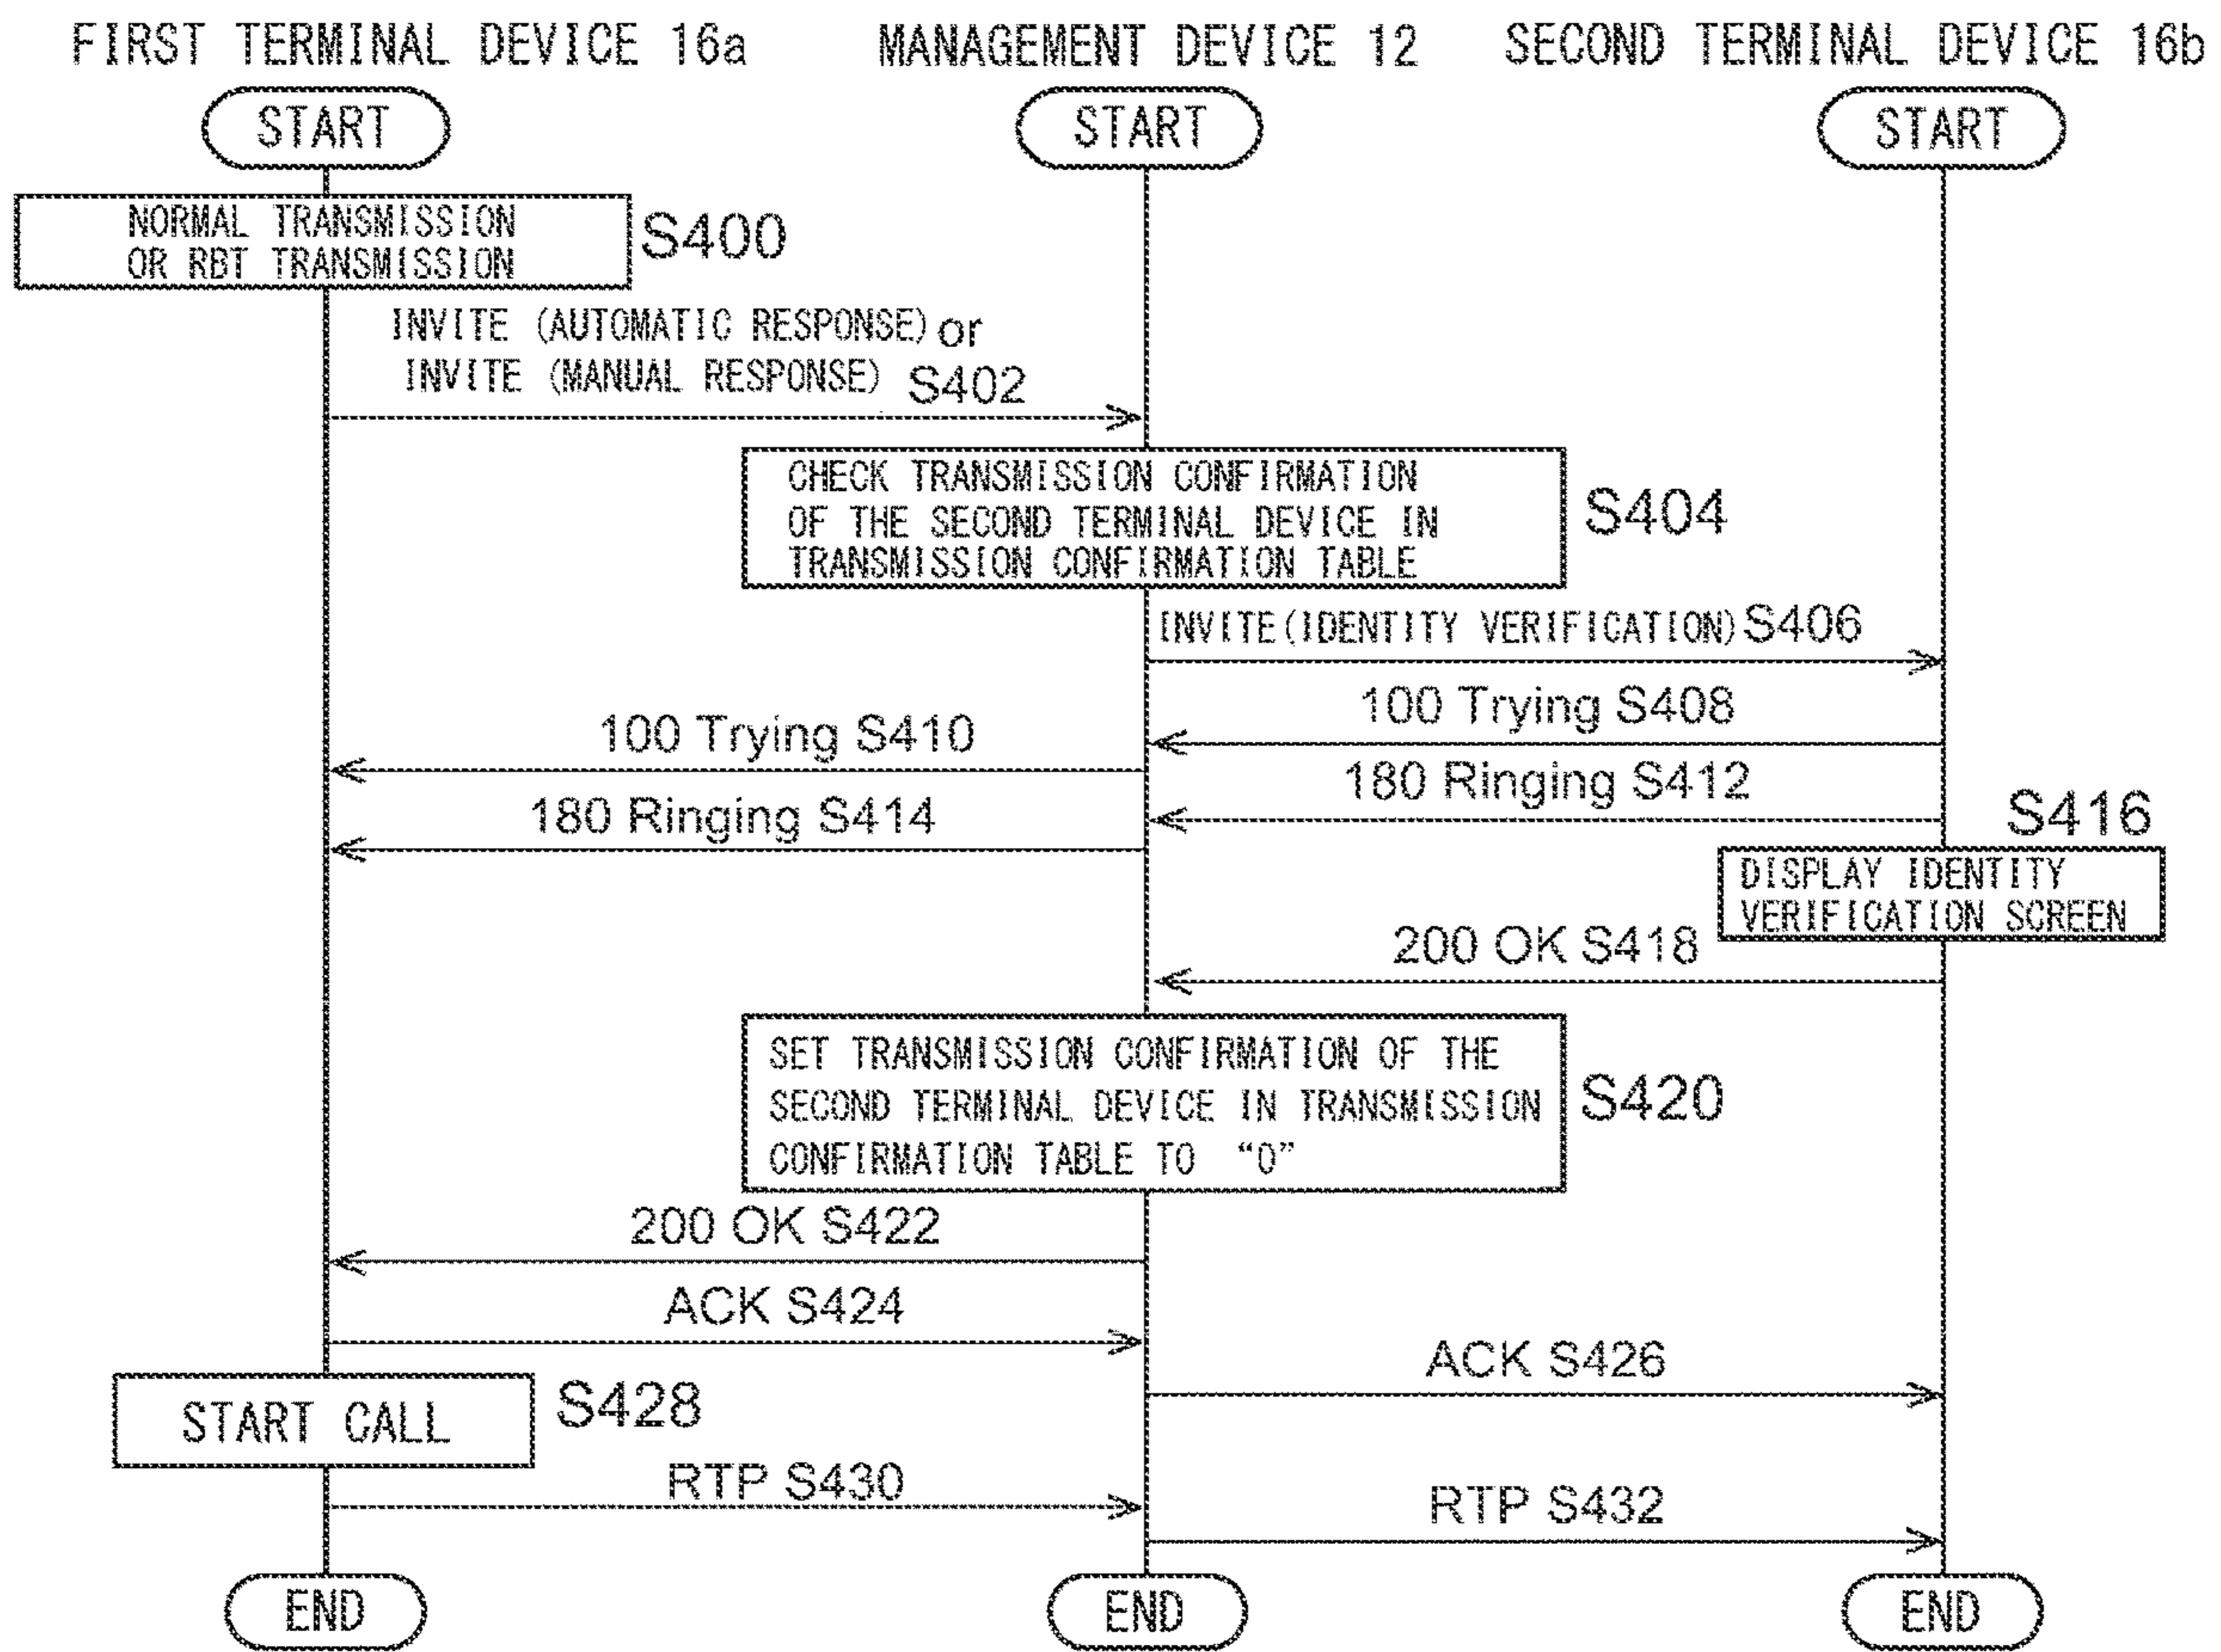 FIRST TERMINAL DEVICE 16a
MANAGEMENT DEVICE 12
SECOND TERMINAL DEVICE 16b
START
START
START
NORMAL TRANSMISSION
OR RBT TRANSMISSION
S400
INVITE (AUTOMATIC RESPONSE) or
INVITE (MANUAL RESPONSE) S402
CHECK TRANSMISSION CONFIRMATION
OF THE SECOND TERMINAL DEVICE IN
TRANSMISSION CONFIRMATION TABLE
S404
INVITE(IDENTITY VERIFICATION) S406
100 Trying S408
100 Trying S410
180 Ringing S412
180 Ringing S414
S416
DISPLAY IDENTITY
VERIFICATION SCREEN
200 OK S418
SET TRANSMISSION CONFIRMATION OF THE
SECOND TERMINAL DEVICE IN TRANSMISSION
CONFIRMATION TABLE TO “0”
S420
200 OK S422
ACK S424
ACK S426
START CALL
S428
RTP S430
RTP S432
END
END
END